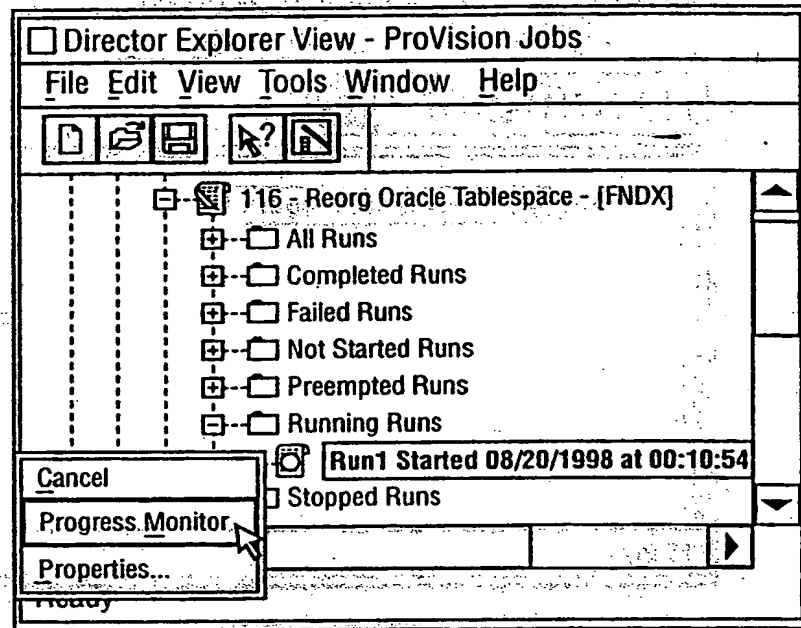 Director Explorer View - ProVision Jobs
File Edit View Tools Window Help
116 - Reorg Oracle Tablespace - [FNDX]
All Runs
Completed Runs
Failed Runs
Not Started Runs
Preempted Runs
Running Runs
Run1 Started 08/20/1998 at 00:10:54
Stopped Runs
Cancel
Progress Monitor
Properties...
Ready